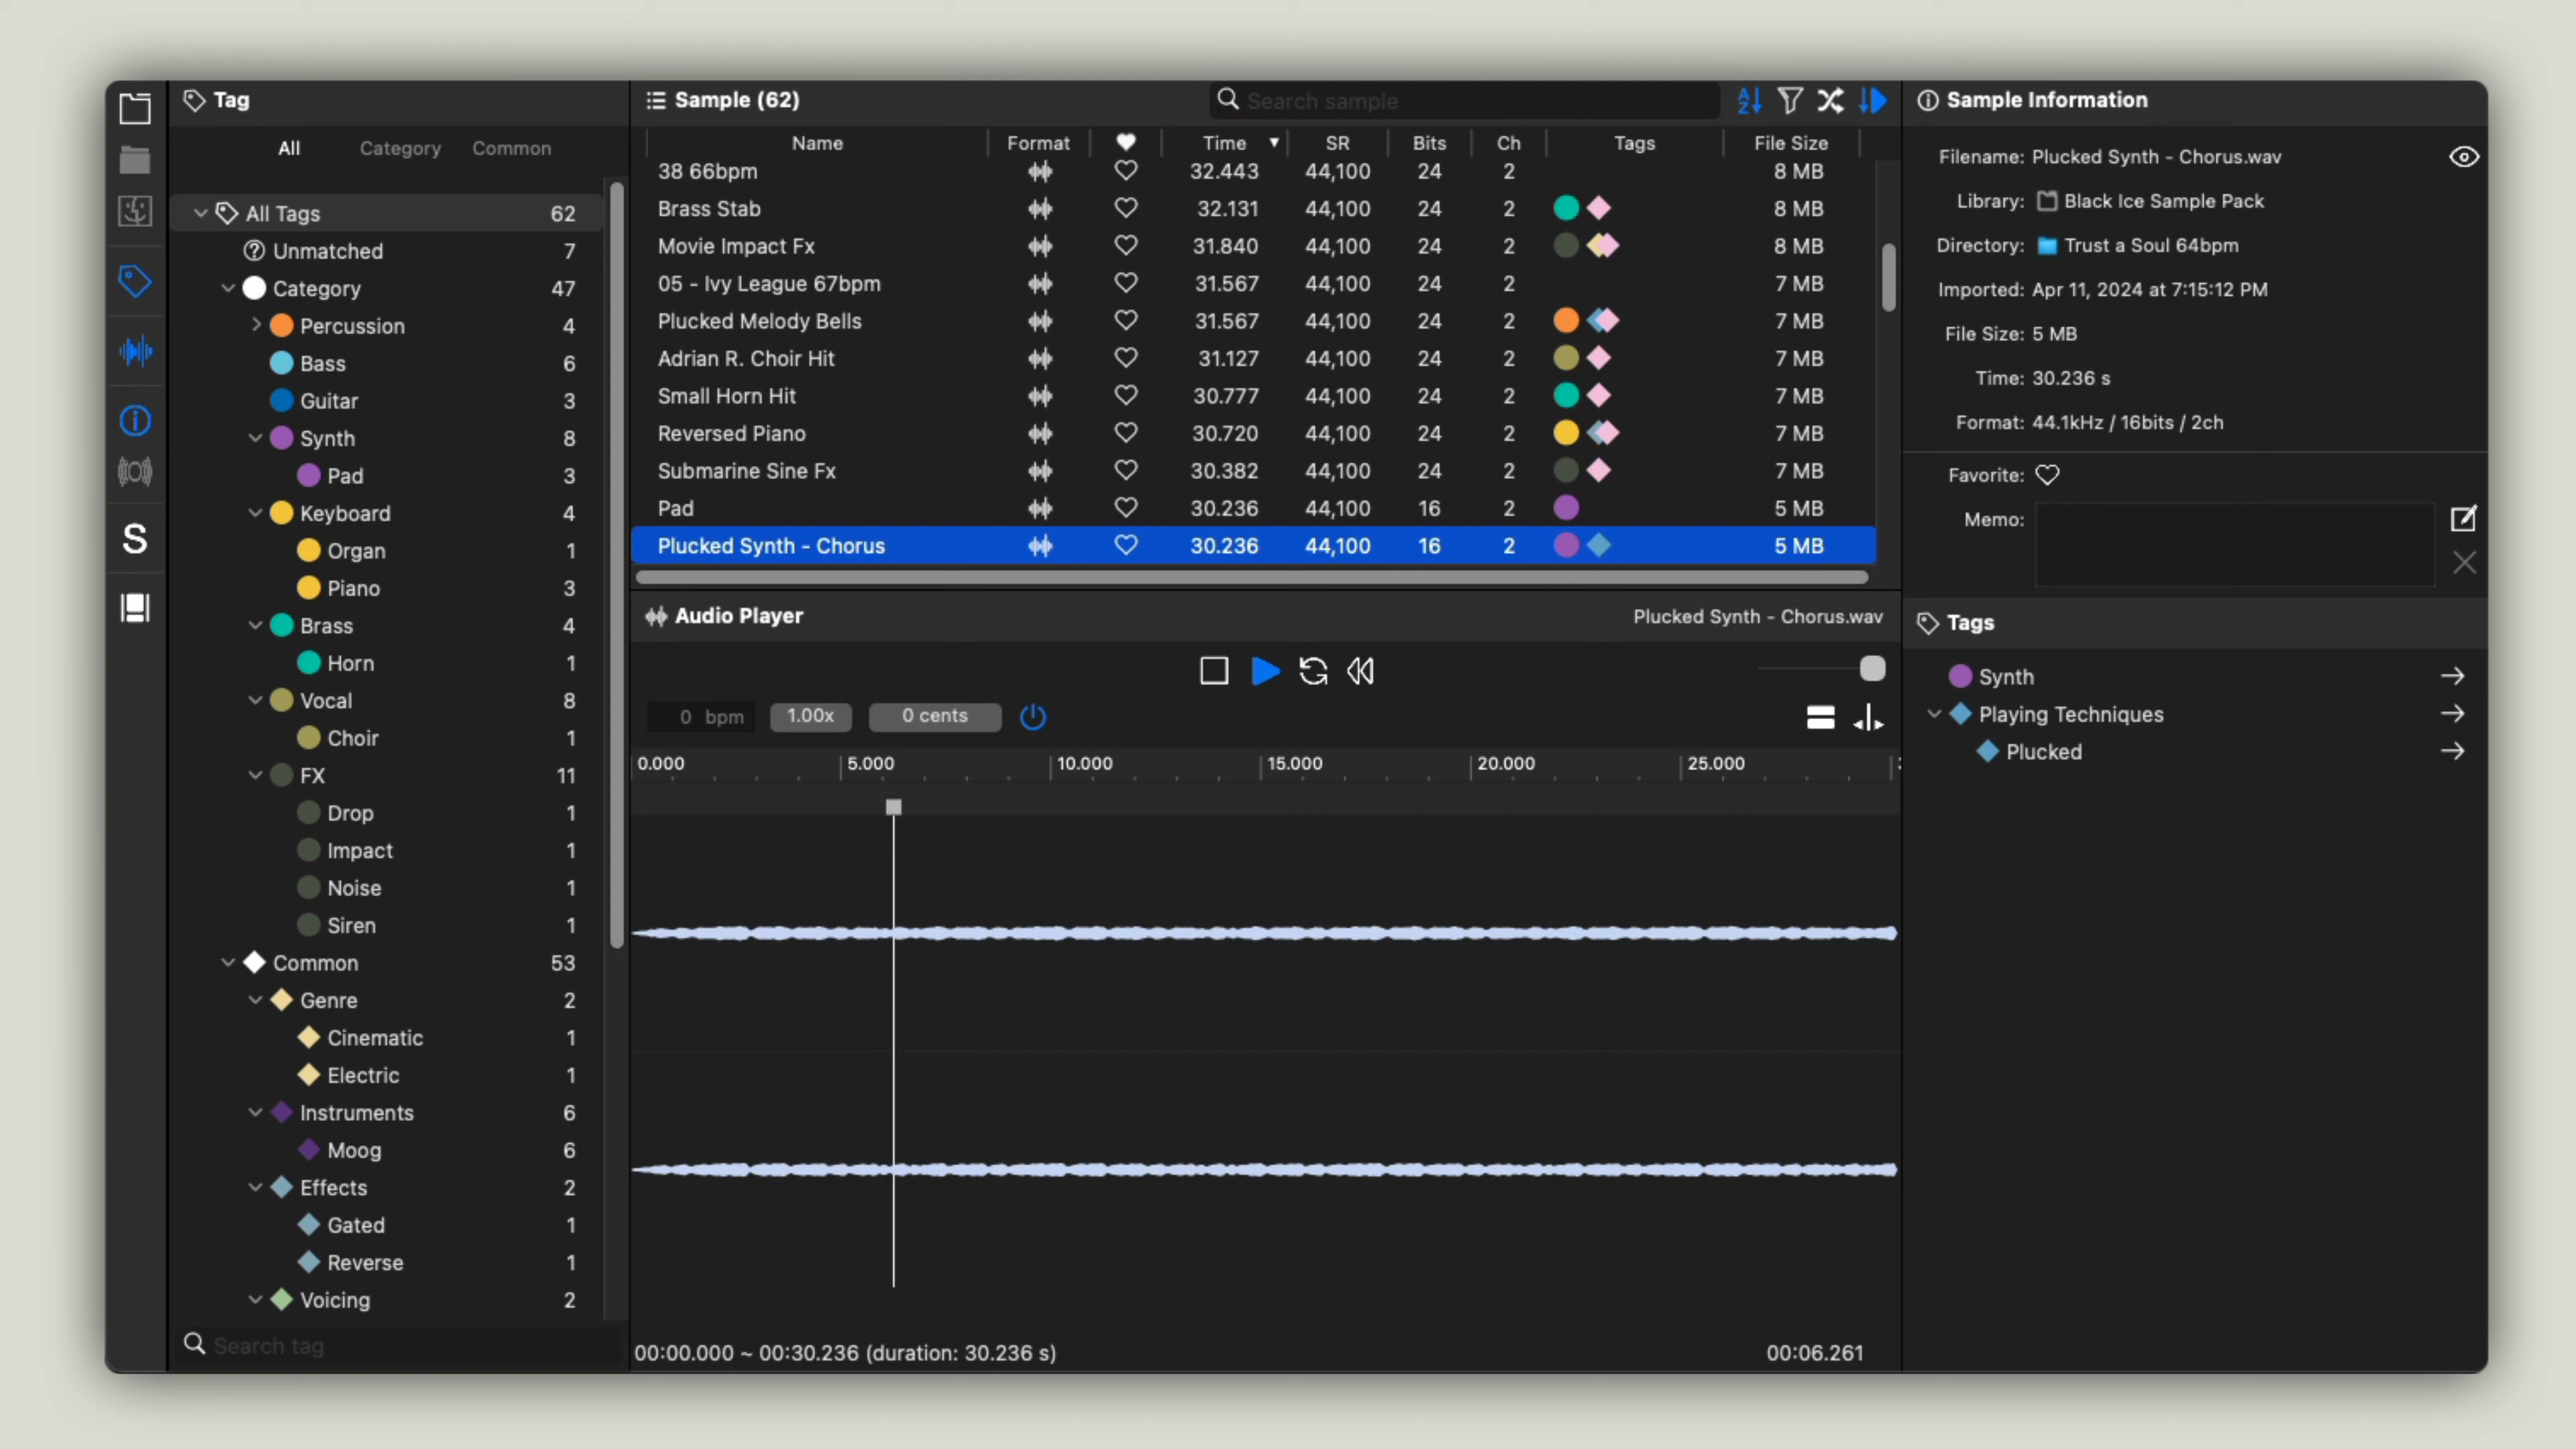 Tag
All Category Common
All Tags 62
Unmatched 7
Category 47
Percussion 4
Bass 6
Guitar 3
Synth 8
Pad 3
Keyboard 4
Organ 1
Piano 3
Brass 4
Horn 1
Vocal 8
Choir 1
FX 11
Drop 1
Impact 1
Noise 1
Siren 1
Common 53
Genre 2
Cinematic 1
Electric 1
Instruments 6
Moog 6
Effects 2
Gated 1
Reverse 1
Voicing 2
Search tag
S
Sample (62) Search sample
Name Format Time ▼ SR Bits Ch Tags File Size
38 66bpm 32.443 44,100 24 2 8 MB
Brass Stab 32.131 44,100 24 2 8 MB
Movie Impact Fx 31.840 44,100 24 2 8 MB
05 - Ivy League 67bpm 31.567 44,100 24 2 7 MB
Plucked Melody Bells 31.567 44,100 24 2 7 MB
Adrian R. Choir Hit 31.127 44,100 24 2 7 MB
Small Horn Hit 30.777 44,100 24 2 7 MB
Reversed Piano 30.720 44,100 24 2 7 MB
Submarine Sine Fx 30.382 44,100 24 2 7 MB
Pad 30.236 44,100 16 2 5 MB
Plucked Synth - Chorus 30.236 44,100 16 2 5 MB
Audio Player Plucked Synth - Chorus.wav
0 bpm 1.00x 0 cents
0.000 5.000 10.000 15.000 20.000 25.000
00:00.000 ~ 00:30.236 (duration: 30.236 s) 00:06.261
Sample Information
Filename: Plucked Synth - Chorus.wav
Library: Black Ice Sample Pack
Directory: Trust a Soul 64bpm
Imported: Apr 11, 2024 at 7:15:12 PM
File Size: 5 MB
Time: 30.236 s
Format: 44.1kHz / 16bits / 2ch
Favorite:
Memo:
Tags
Synth
Playing Techniques
Plucked